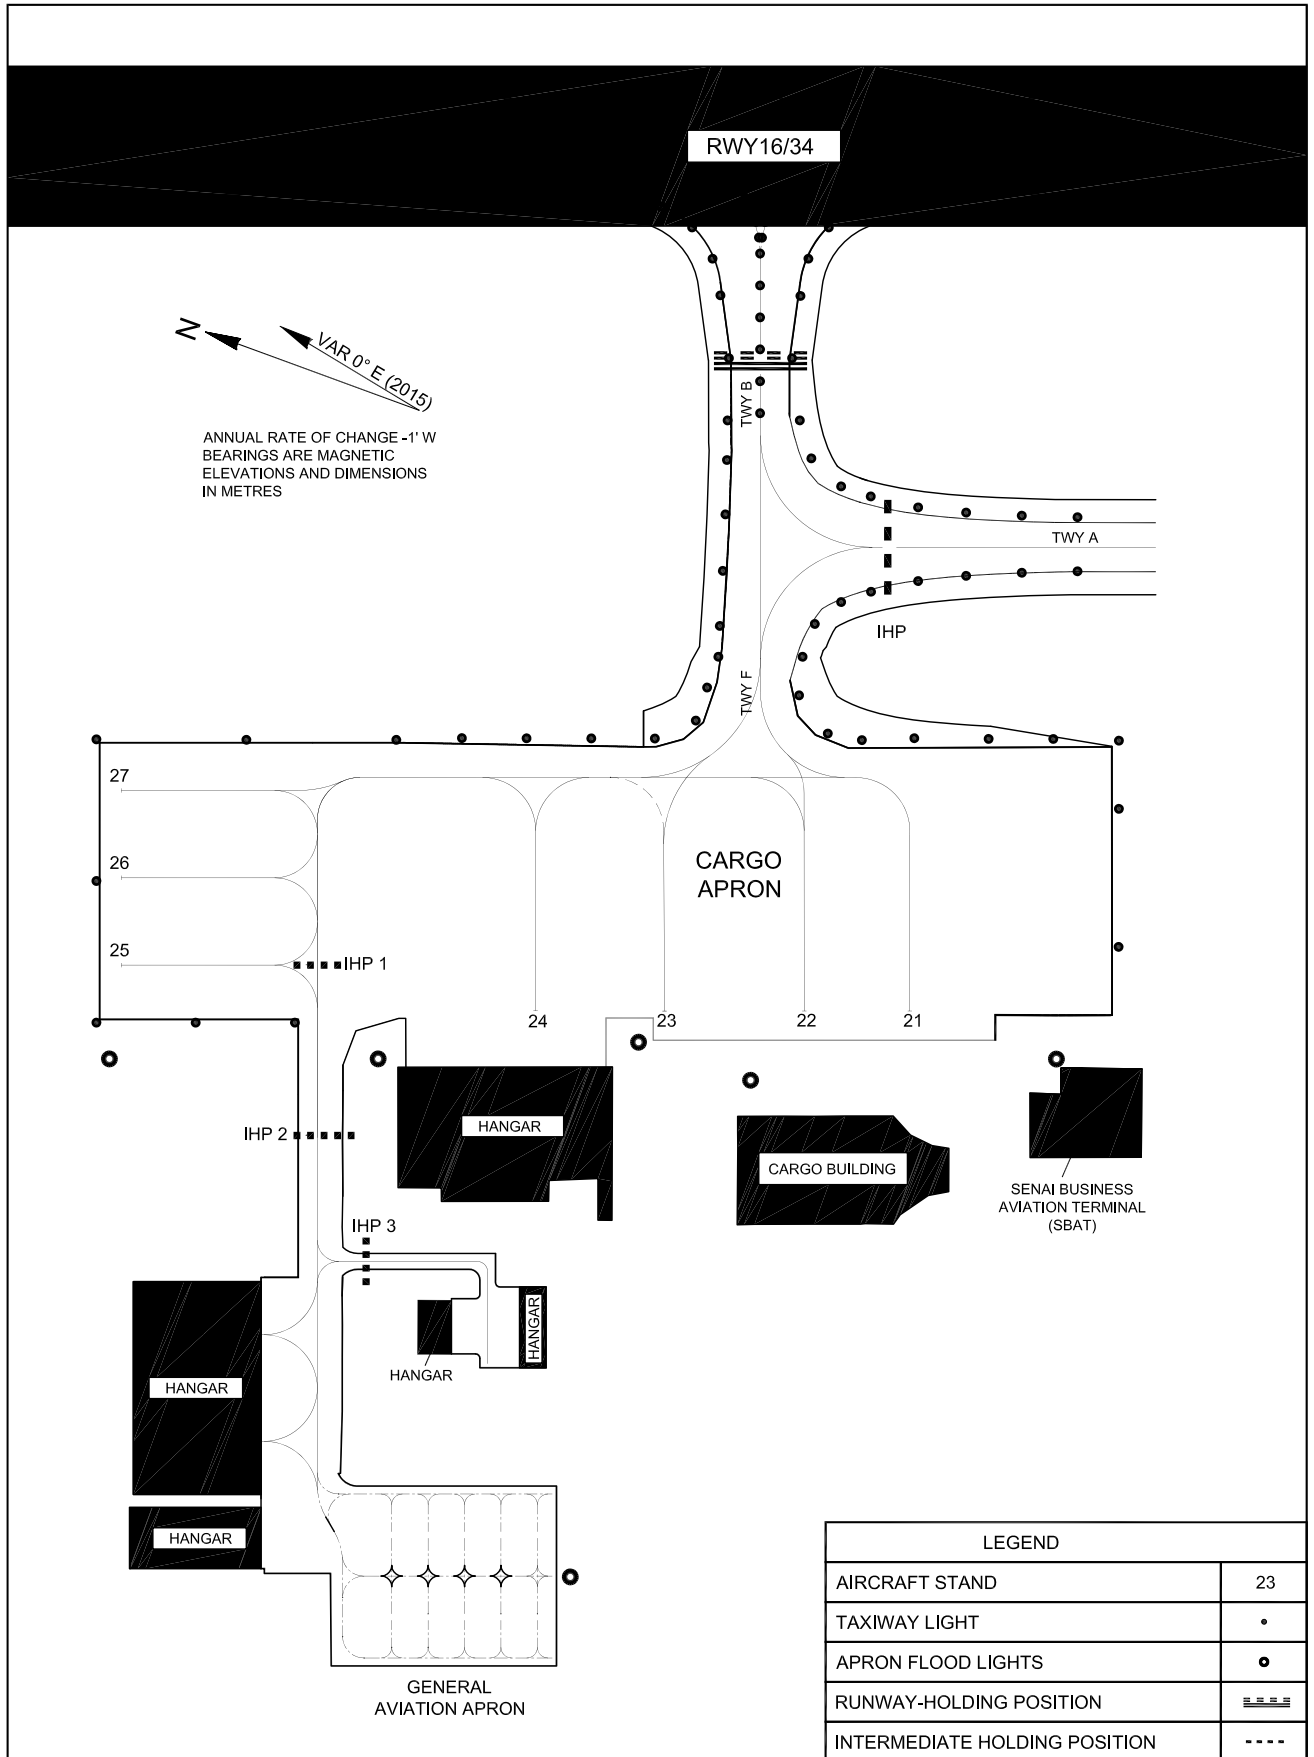 RWY16/34
N
VAR 0° E (2015)
ANNUAL RATE OF CHANGE -1' W
BEARINGS ARE MAGNETIC
ELEVATIONS AND DIMENSIONS
IN METRES
TWY B
TWY A
IHP
TWY F
27
26
25
CARGO
APRON
IHP 1
24
23
22
21
HANGAR
IHP 2
CARGO BUILDING
SENAI BUSINESS
AVIATION TERMINAL
(SBAT)
IHP 3
HANGAR
HANGAR
HANGAR
HANGAR
GENERAL
AVIATION APRON
LEGEND
AIRCRAFT STAND 23
TAXIWAY LIGHT
APRON FLOOD LIGHTS
RUNWAY-HOLDING POSITION
INTERMEDIATE HOLDING POSITION